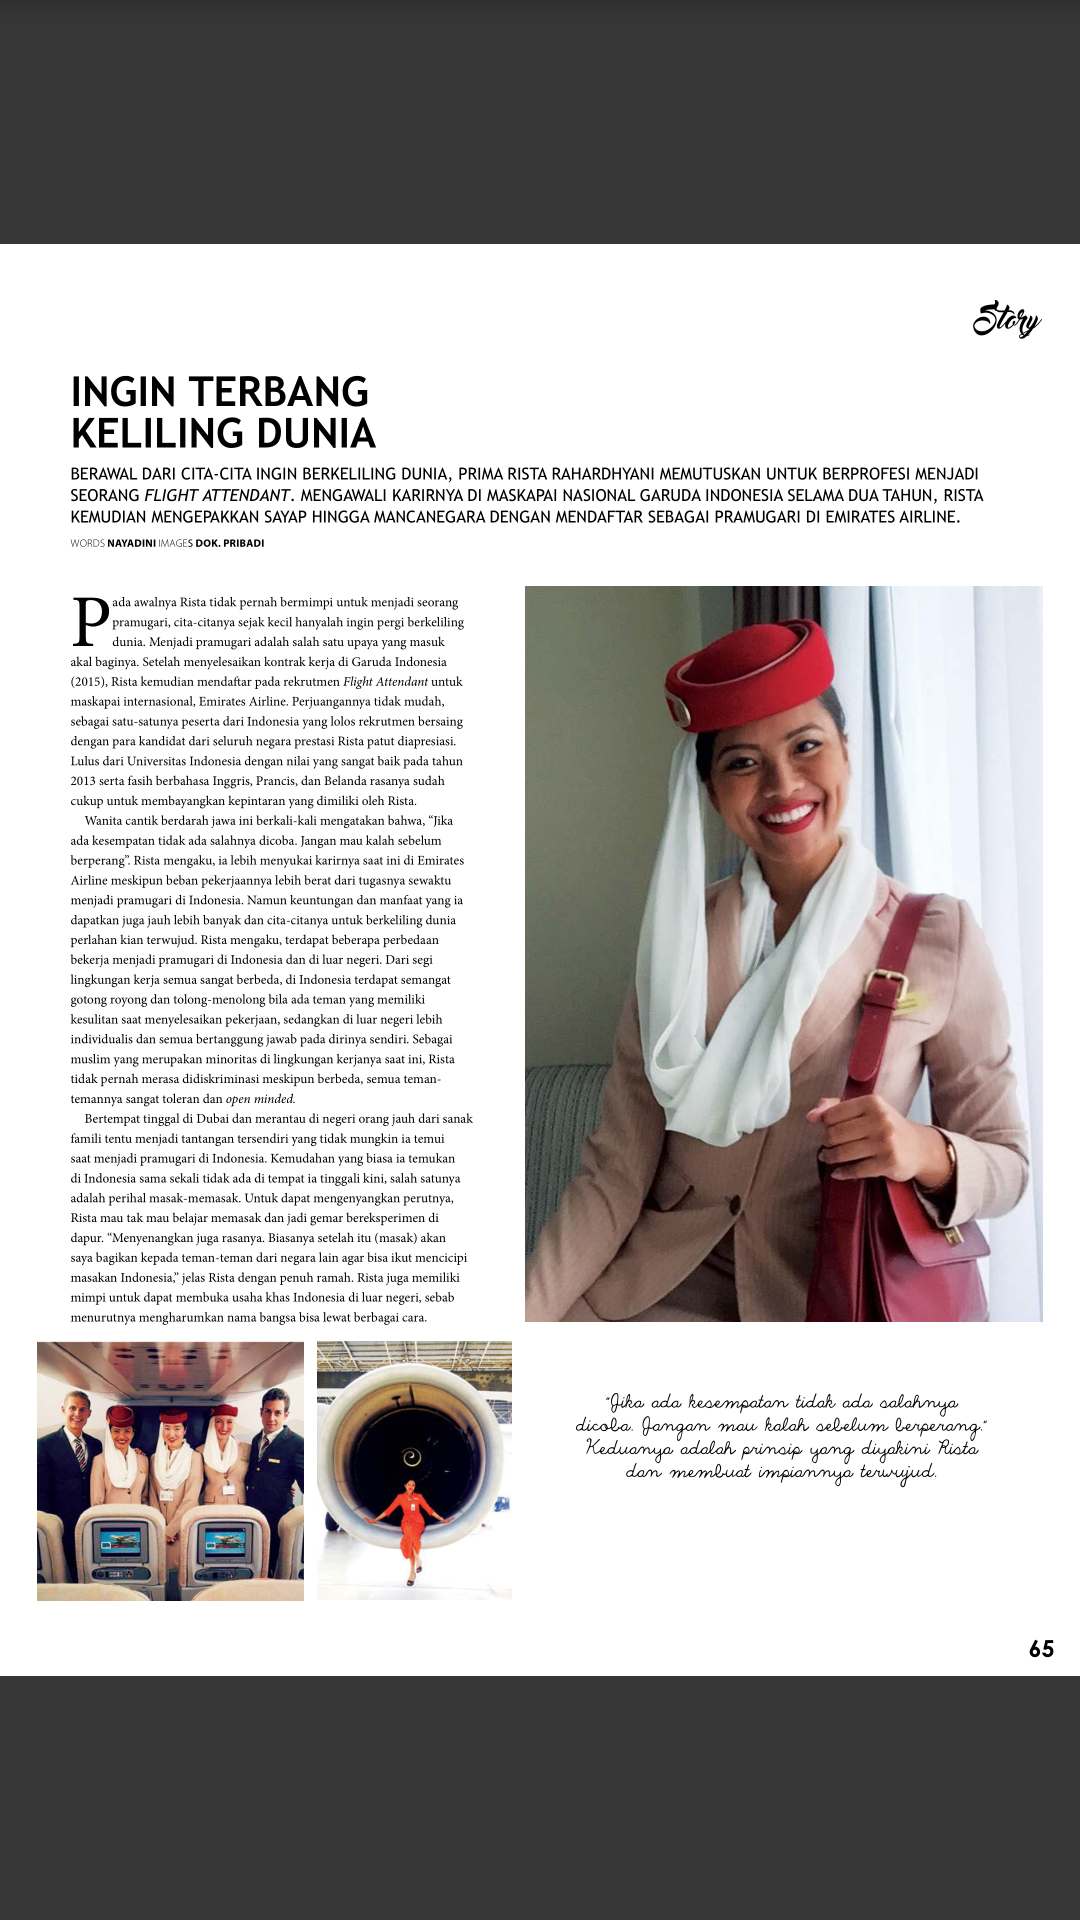 Story
INGIN TERBANG
KELILING DUNIA
BERAWAL DARI CITA-CITA INGIN BERKELILING DUNIA, PRIMA RISTA RAHARDHYANI MEMUTUSKAN UNTUK BERPROFESI MENJADI
SEORANG FLIGHT ATTENDANT. MENGAWALI KARIRNYA DI MASKAPAI NASIONAL GARUDA INDONESIA SELAMA DUA TAHUN, RISTA
KEMUDIAN MENGEPAKKAN SAYAP HINGGA MANCANEGARA DENGAN MENDAFTAR SEBAGAI PRAMUGARI DI EMIRATES AIRLINE.
WORDS NAYADINI IMAGES DOK. PRIBADI
Pada awalnya Rista tidak pernah bermimpi untuk menjadi seorang
pramugari, cita-citanya sejak kecil hanyalah ingin pergi berkeliling
dunia. Menjadi pramugari adalah salah satu upaya yang masuk
akal baginya. Setelah menyelesaikan kontrak kerja di Garuda Indonesia
(2015), Rista kemudian mendaftar pada rekrutmen Flight Attendant untuk
maskapai internasional, Emirates Airline. Perjuangannya tidak mudah,
sebagai satu-satunya peserta dari Indonesia yang lolos rekrutmen bersaing
dengan para kandidat dari seluruh negara prestasi Rista patut diapresiasi.
Lulus dari Universitas Indonesia dengan nilai yang sangat baik pada tahun
2013 serta fasih berbahasa Inggris, Prancis, dan Belanda rasanya sudah
cukup untuk membayangkan kepintaran yang dimiliki oleh Rista.
Wanita cantik berdarah jawa ini berkali-kali mengatakan bahwa, “Jika
ada kesempatan tidak ada salahnya dicoba. Jangan mau kalah sebelum
berperang”. Rista mengaku, ia lebih menyukai karirnya saat ini di Emirates
Airline meskipun beban pekerjaannya lebih berat dari tugasnya sewaktu
menjadi pramugari di Indonesia. Namun keuntungan dan manfaat yang ia
dapatkan juga jauh lebih banyak dan cita-citanya untuk berkeliling dunia
perlahan kian terwujud. Rista mengaku, terdapat beberapa perbedaan
bekerja menjadi pramugari di Indonesia dan di luar negeri. Dari segi
lingkungan kerja semua sangat berbeda, di Indonesia terdapat semangat
gotong royong dan tolong-menolong bila ada teman yang memiliki
kesulitan saat menyelesaikan pekerjaan, sedangkan di luar negeri lebih
individualis dan semua bertanggung jawab pada dirinya sendiri. Sebagai
muslim yang merupakan minoritas di lingkungan kerjanya saat ini, Rista
tidak pernah merasa didiskriminasi meskipun berbeda, semua teman-
temannya sangat toleran dan open minded.
Bertempat tinggal di Dubai dan merantau di negeri orang jauh dari sanak
famili tentu menjadi tantangan tersendiri yang tidak mungkin ia temui
saat menjadi pramugari di Indonesia. Kemudahan yang biasa ia temukan
di Indonesia sama sekali tidak ada di tempat ia tinggali kini, salah satunya
adalah perihal masak-memasak. Untuk dapat mengenyangkan perutnya,
Rista mau tak mau belajar memasak dan jadi gemar bereksperimen di
dapur. “Menyenangkan juga rasanya. Biasanya setelah itu (masak) akan
saya bagikan kepada teman-teman dari negara lain agar bisa ikut mencicipi
masakan Indonesia,” jelas Rista dengan penuh ramah. Rista juga memiliki
mimpi untuk dapat membuka usaha khas Indonesia di luar negeri, sebab
menurutnya mengharumkan nama bangsa bisa lewat berbagai cara.
"Jika ada kesempatan tidak ada salahnya
dicoba. Jangan mau kalah sebelum berperang."
Keduanya adalah prinsip yang diyakini Rista
dan membuat impiannya terwujud.
65